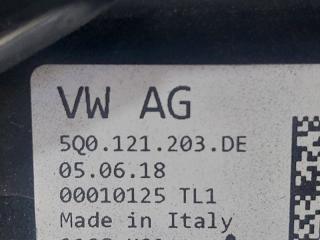 VW AG
5Q0.121.203.DE
05.06.18
00010125 TL1
Made in Italy